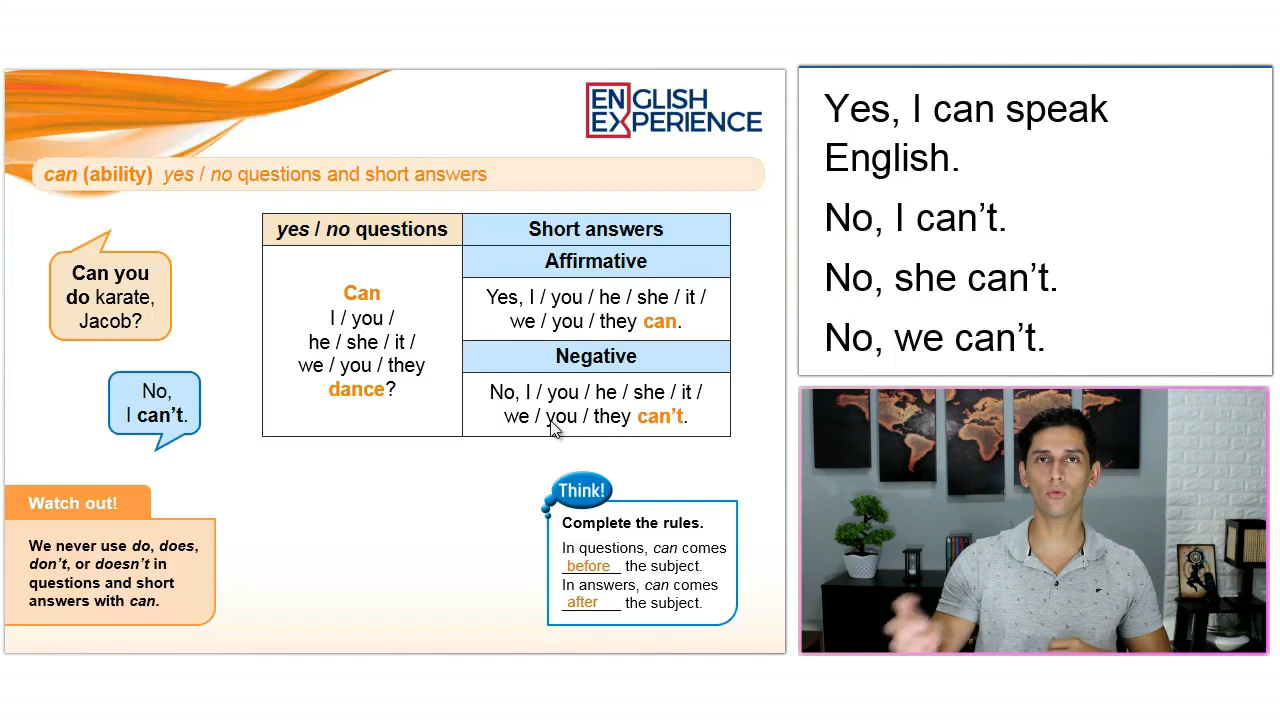 ENGLISH
EXPERIENCE
can (ability) yes / no questions and short answers
Can you
do karate,
Jacob?
No,
I can't.
yes / no questions
Can
I / you /
he / she / it /
we / you / they
dance?
Short answers
Affirmative
Yes, I / you / he / she / it /
we / you / they can.
Negative
No, I / you / he / she / it /
we / you / they can't.
Watch out!
We never use do, does,
don't, or doesn't in
questions and short
answers with can.
Think!
Complete the rules.
In questions, can comes
before the subject.
In answers, can comes
after the subject.
Yes, I can speak
English.
No, I can’t.
No, she can’t.
No, we can’t.